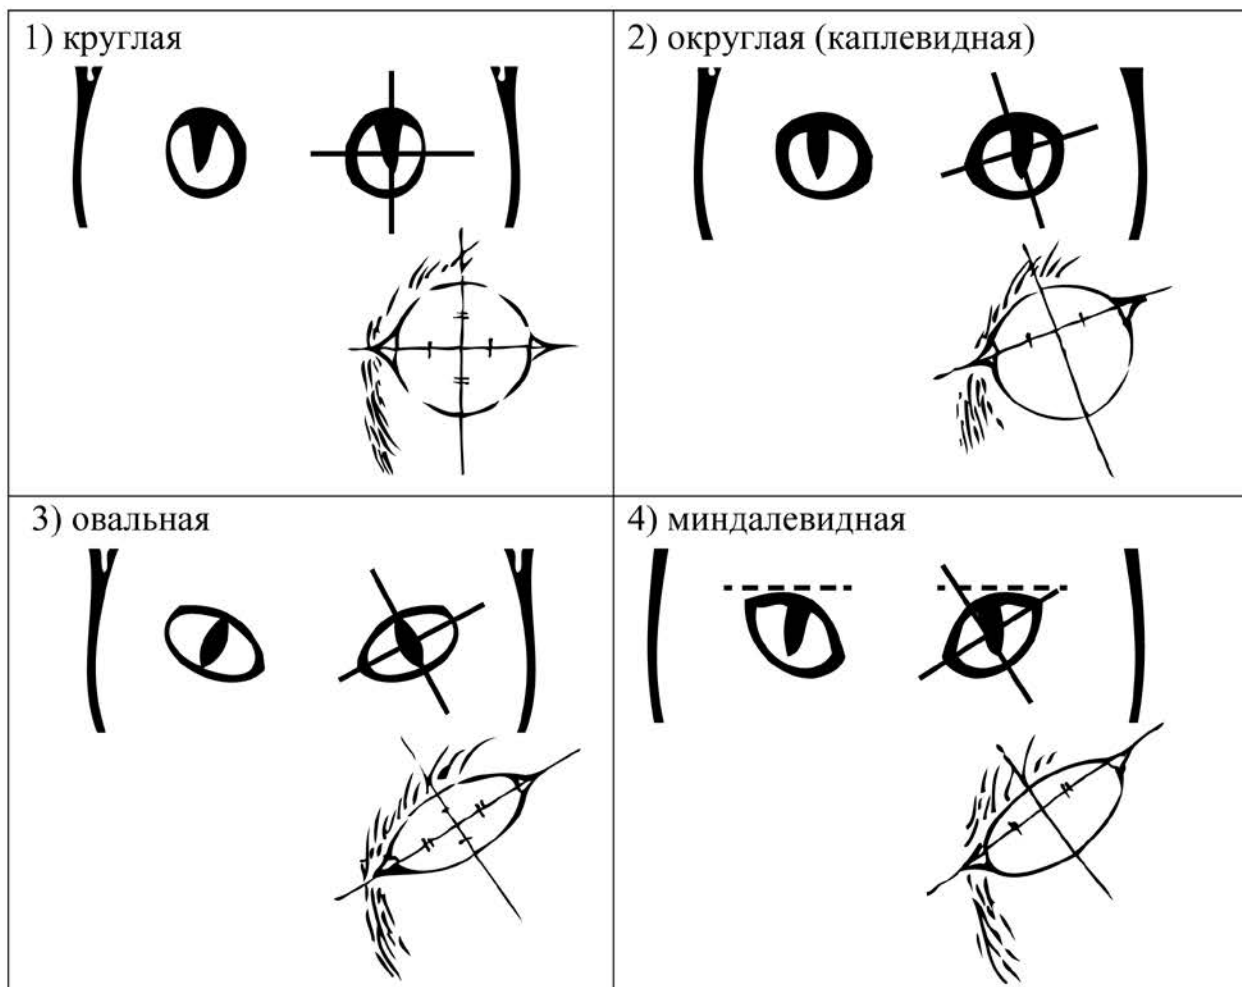 1) круглая
2) округлая (каплевидная)
3) овальная
4) миндалевидная